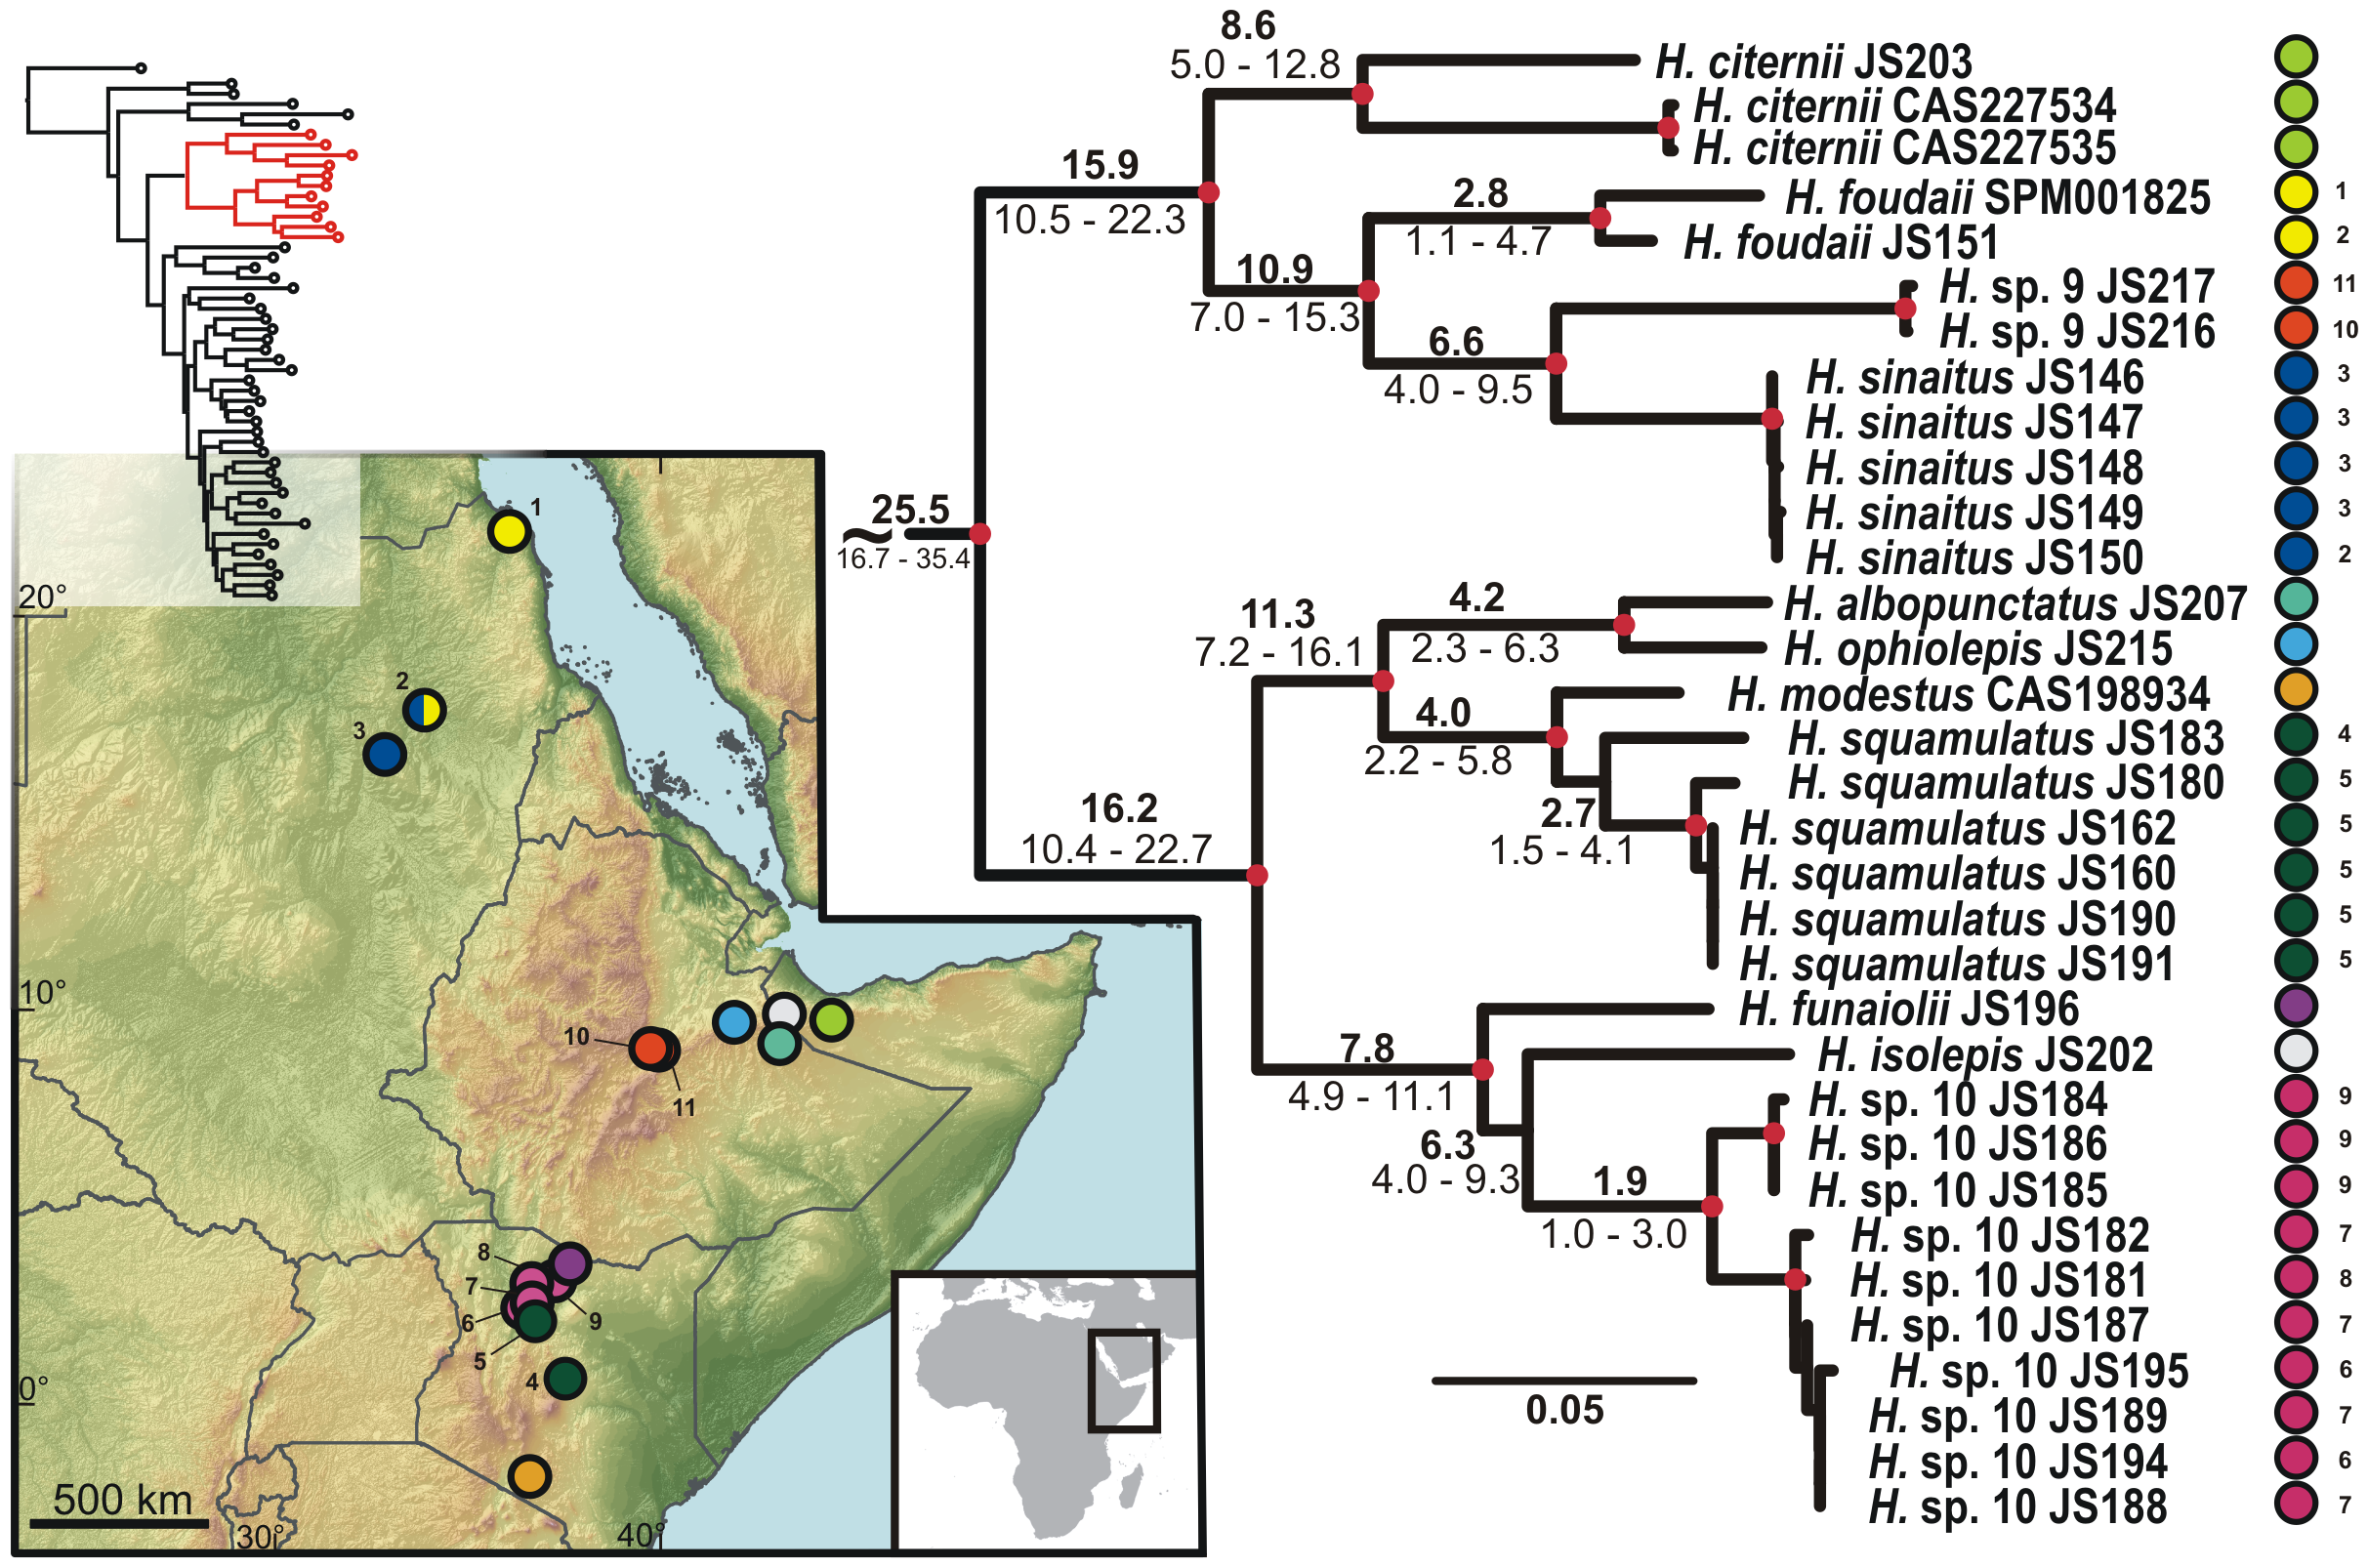 8.6
5.0 - 12.8
H. citernii JS203
H. citernii CAS227534
H. citernii CAS227535
15.9
10.5 - 22.3
2.8
1.1 - 4.7
H. foudaii SPM001825 1
H. foudaii JS151 2
10.9
7.0 - 15.3
H. sp. 9 JS217 11
H. sp. 9 JS216 10
6.6
4.0 - 9.5
H. sinaitus JS146 3
H. sinaitus JS147 3
H. sinaitus JS148 3
H. sinaitus JS149 3
H. sinaitus JS150 2
~ 25.5
16.7 - 35.4
11.3
7.2 - 16.1
4.2
2.3 - 6.3
H. albopunctatus JS207
H. ophiolepis JS215
H. modestus CAS198934
4.0
2.2 - 5.8
H. squamulatus JS183 4
H. squamulatus JS180 5
2.7
1.5 - 4.1
H. squamulatus JS162 5
H. squamulatus JS160 5
H. squamulatus JS190 5
H. squamulatus JS191 5
16.2
10.4 - 22.7
H. funaiolii JS196
H. isolepis JS202
7.8
4.9 - 11.1
6.3
4.0 - 9.3
1.9
1.0 - 3.0
H. sp. 10 JS184 9
H. sp. 10 JS186 9
H. sp. 10 JS185 9
H. sp. 10 JS182 7
H. sp. 10 JS181 8
H. sp. 10 JS187 7
H. sp. 10 JS195 6
H. sp. 10 JS189 7
H. sp. 10 JS194 6
H. sp. 10 JS188 7
0.05
1
20°
2
3
10°
10
11
8
7
6
9
5
4
0°
500 km
30°
40°